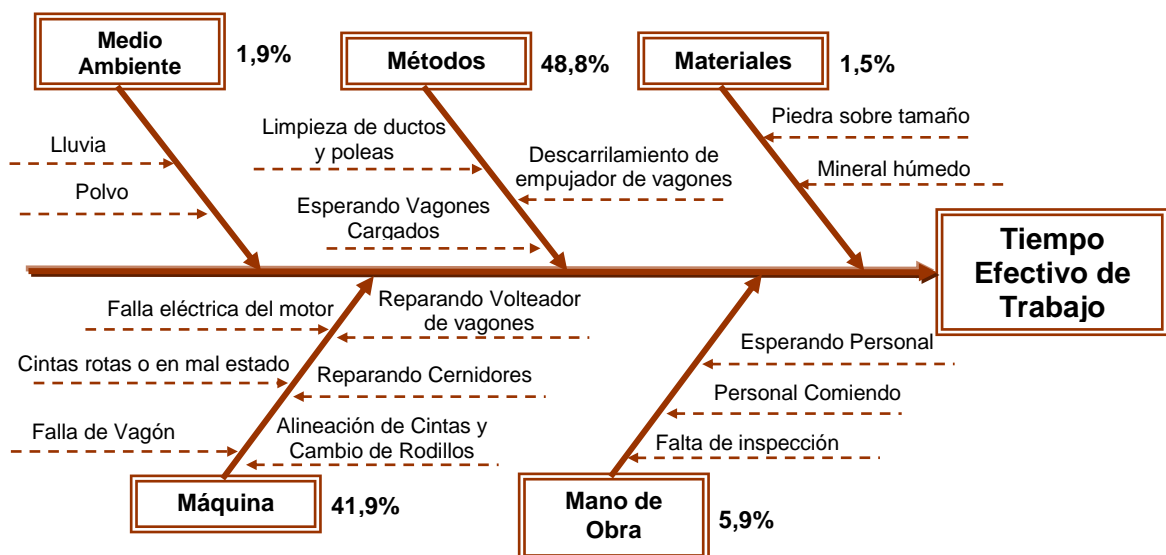 Medio
Ambiente
1,9%
Métodos
48,8%
Materiales
1,5%
Lluvia
Polvo
Limpieza de ductos
y poleas
Descarrilamiento de
empujador de vagones
Esperando Vagones
Cargados
Piedra sobre tamaño
Mineral húmedo
Tiempo
Efectivo de
Trabajo
Falla eléctrica del motor
Reparando Volteador
de vagones
Cintas rotas o en mal estado
Reparando Cernidores
Falla de Vagón
Alineación de Cintas y
Cambio de Rodillos
Esperando Personal
Personal Comiendo
Falta de inspección
Máquina
41,9%
Mano de
Obra
5,9%